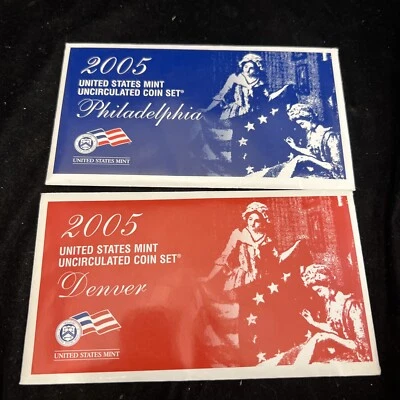 2005
UNITED STATES MINT
UNCIRCULATED COIN SET®
Philadelphia
UNITED STATES MINT
2005
UNITED STATES MINT
UNCIRCULATED COIN SET®
Denver
UNITED STATES MINT